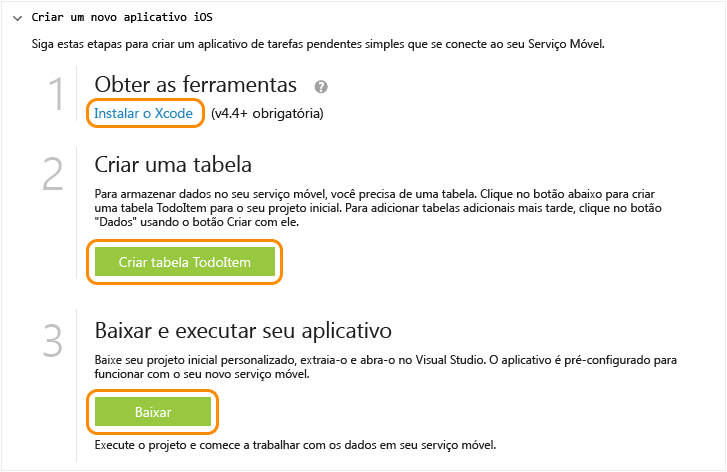 Criar um novo aplicativo iOS
Siga estas etapas para criar um aplicativo de tarefas pendentes simples que se conecte ao seu Serviço Móvel.
1
Obter as ferramentas ?
Instalar o Xcode (v4.4+ obrigatória)
2
Criar uma tabela
Para armazenar dados no seu serviço móvel, você precisa de uma tabela. Clique no botão abaixo para criar
uma tabela TodoItem para o seu projeto inicial. Para adicionar tabelas adicionais mais tarde, clique no botão
"Dados" usando o botão Criar com ele.
Criar tabela TodoItem
3
Baixar e executar seu aplicativo
Baixe seu projeto inicial personalizado, extraia-o e abra-o no Visual Studio. O aplicativo é pré-configurado para
funcionar com o seu novo serviço móvel.
Baixar
Execute o projeto e comece a trabalhar com os dados em seu serviço móvel.